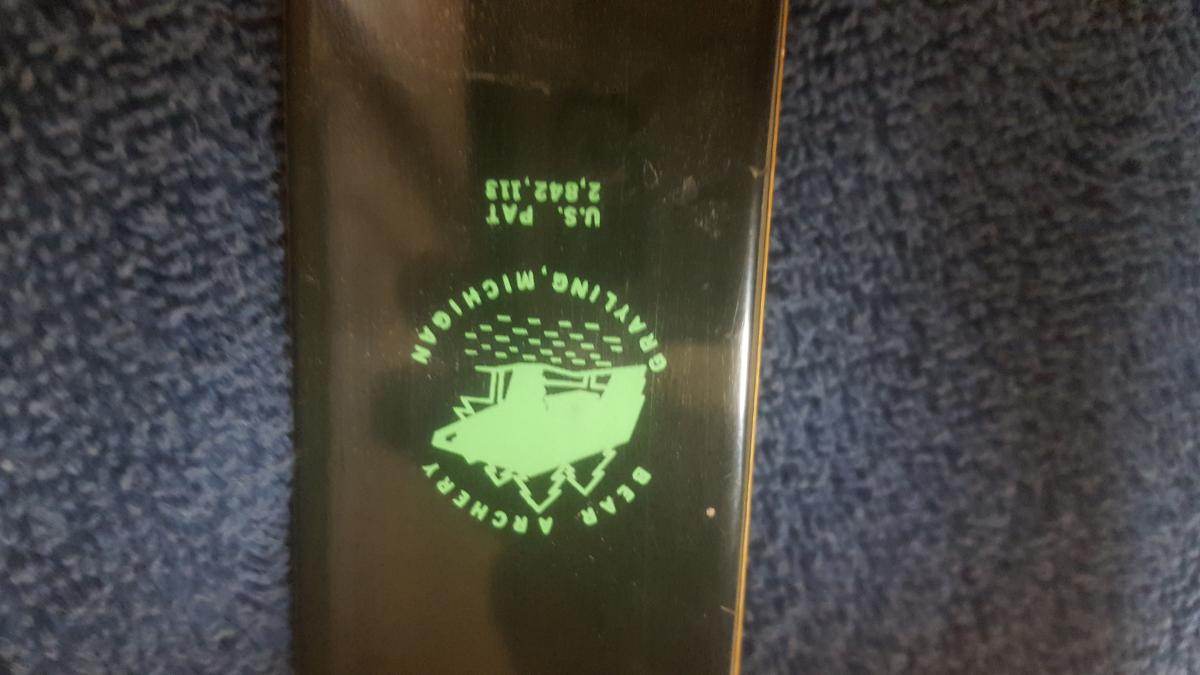 BEAR ARCHERY
GRAYLING, MICHIGAN
U.S. PAT
2,842,113